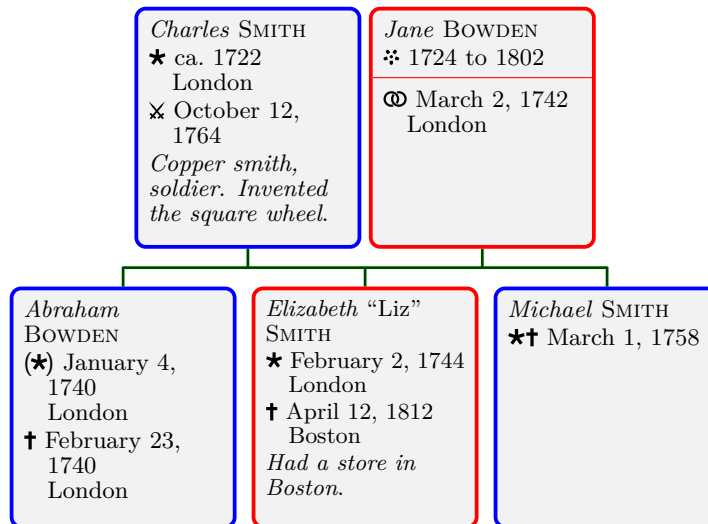 Charles SMITH
★ ca. 1722
London
⚔ October 12,
1764
Copper smith,
soldier. Invented
the square wheel.
Jane BOWDEN
⁘ 1724 to 1802
⚭ March 2, 1742
London
Abraham
BOWDEN
(★) January 4,
1740
London
✝ February 23,
1740
London
Elizabeth “Liz”
SMITH
★ February 2, 1744
London
✝ April 12, 1812
Boston
Had a store in
Boston.
Michael SMITH
★✝ March 1, 1758